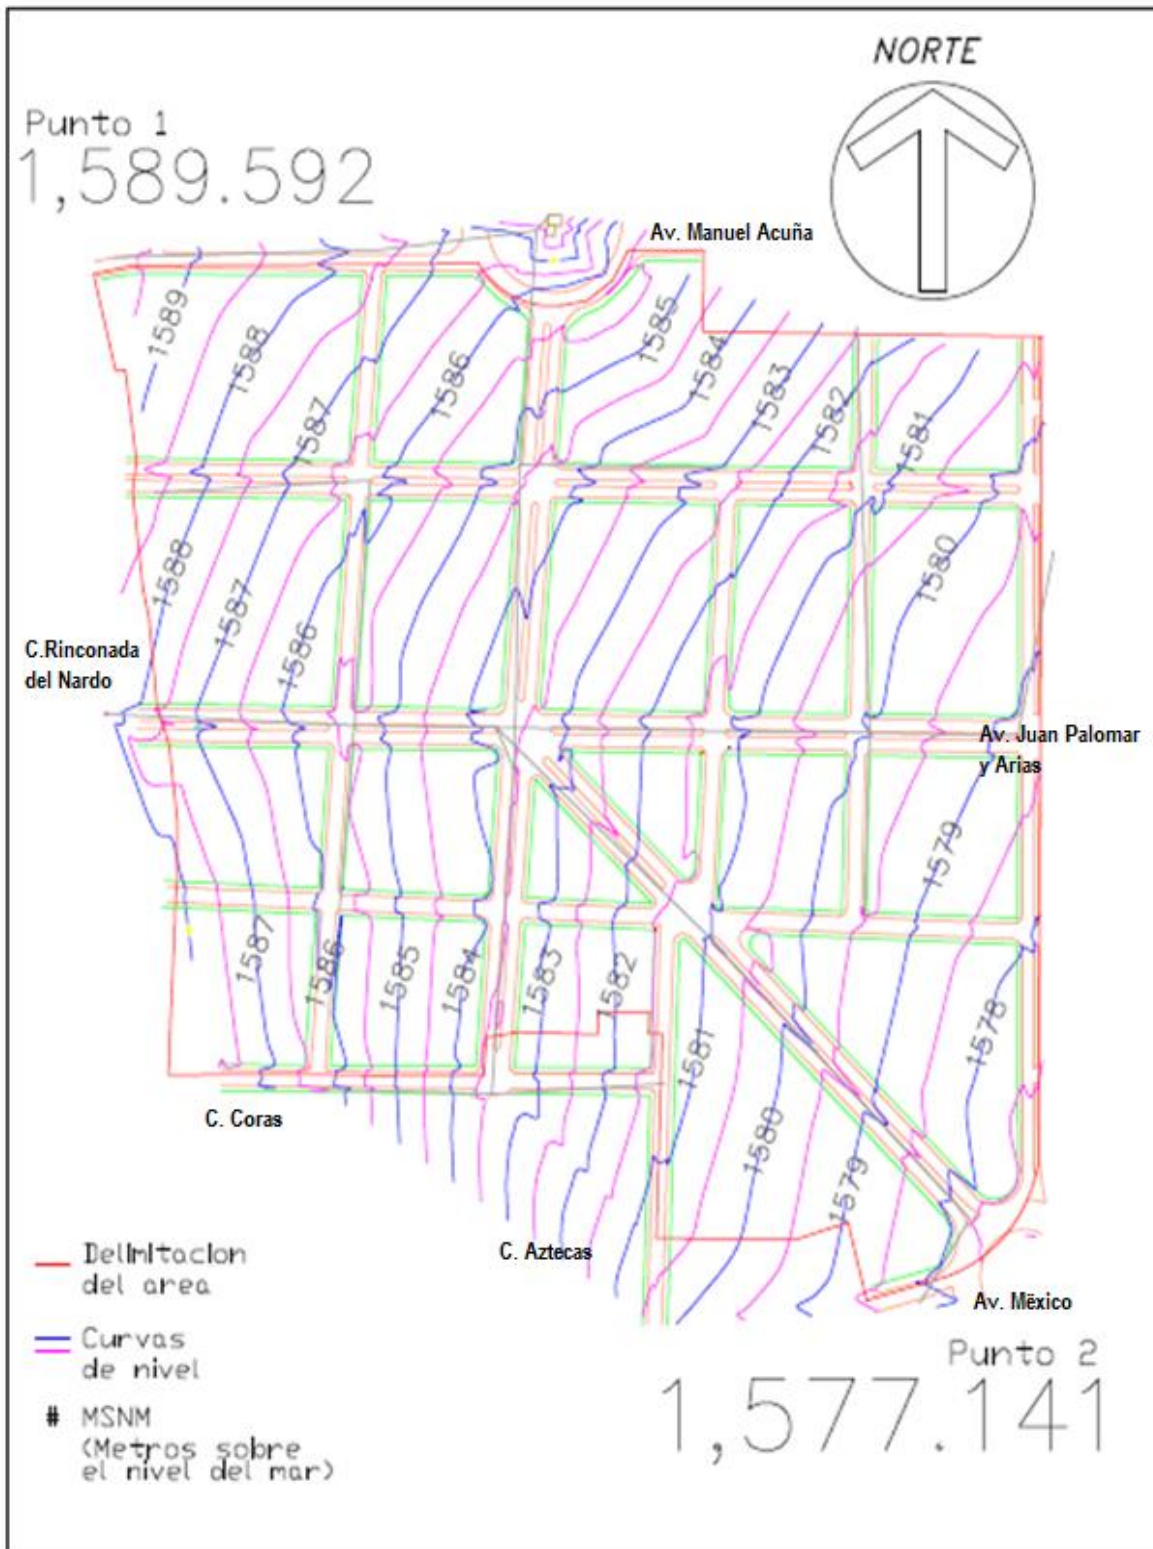 NORTE
Punto 1
1,589.592
Av. Manuel Acuña
1589
1588
1587
1586
1585
1584
1583
1582
1581
1588
1587
1586
1580
C.Rinconada
del Nardo
Av. Juan Palomar
y Arias
1579
1587
1586
1585
1584
1583
1582
1581
1580
1579
1578
C. Coras
C. Aztecas
Av. Mëxico
Delimitacion
del area
Curvas
de nivel
# MSNM
(Metros sobre
el nivel del mar)
Punto 2
1,577.141